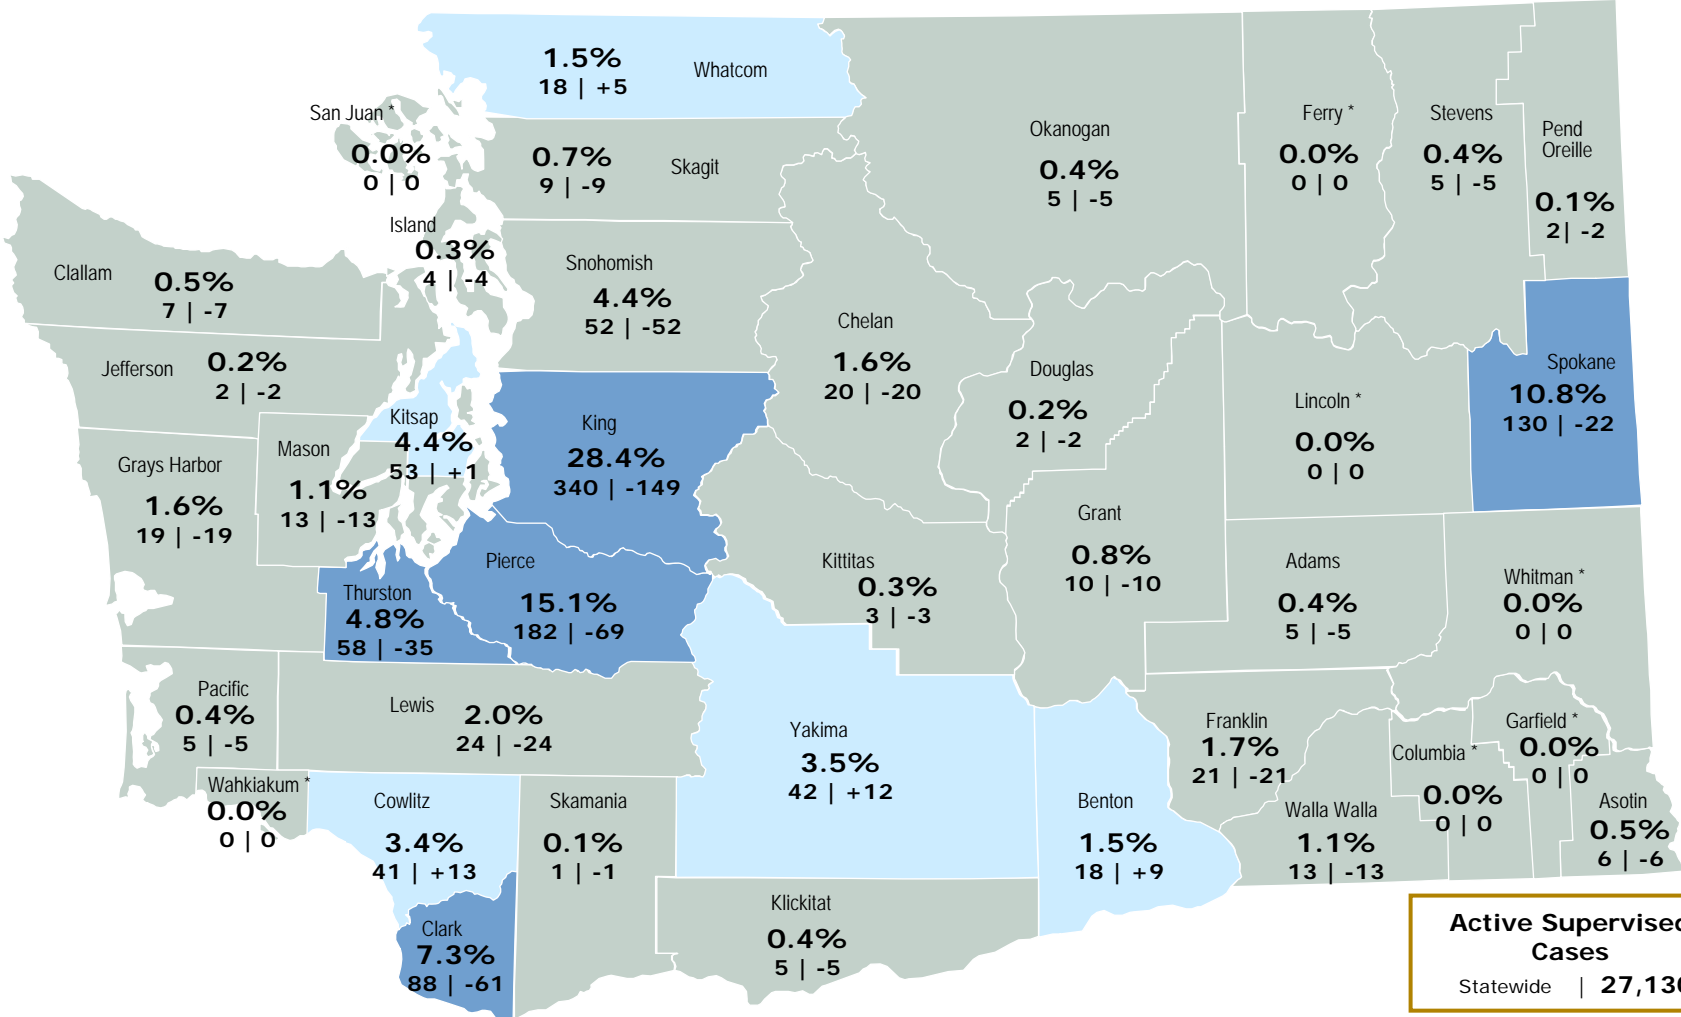 Whatcom
1.5%
18 | +5
San Juan *
0.0%
0 | 0
Skagit
0.7%
9 | -9
Okanogan
0.4%
5 | -5
Ferry *
0.0%
0 | 0
Stevens
0.4%
5 | -5
Pend
Oreille
0.1%
2| -2
Island
0.3%
4 | -4
Clallam
0.5%
7 | -7
Snohomish
4.4%
52 | -52
Chelan
1.6%
20 | -20
Jefferson
0.2%
2 | -2
Douglas
0.2%
2 | -2
Lincoln *
0.0%
0 | 0
Spokane
10.8%
130 | -22
Kitsap
4.4%
53 | +1
King
28.4%
340 | -149
Mason
1.1%
13 | -13
Grays Harbor
1.6%
19 | -19
Grant
0.8%
10 | -10
Kittitas
0.3%
3 | -3
Adams
0.4%
5 | -5
Whitman *
0.0%
0 | 0
Thurston
4.8%
58 | -35
Pierce
15.1%
182 | -69
Pacific
0.4%
5 | -5
Lewis
2.0%
24 | -24
Yakima
3.5%
42 | +12
Franklin
1.7%
21 | -21
Columbia *
0.0%
0 | 0
Garfield *
0.0%
0 | 0
Wahkiakum *
0.0%
0 | 0
Cowlitz
3.4%
41 | +13
Skamania
0.1%
1 | -1
Benton
1.5%
18 | +9
Walla Walla
1.1%
13 | -13
Asotin
0.5%
6 | -6
Clark
7.3%
88 | -61
Klickitat
0.4%
5 | -5
Active Supervised
Cases
Statewide | 27,130